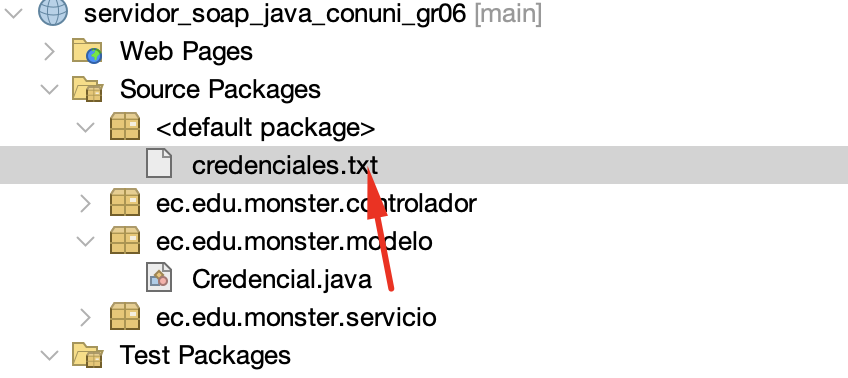 servidor_soap_java_conuni_gr06 [main]
Web Pages
Source Packages
<default package>
credenciales.txt
ec.edu.monster.controlador
ec.edu.monster.modelo
Credencial.java
ec.edu.monster.servicio
Test Packages